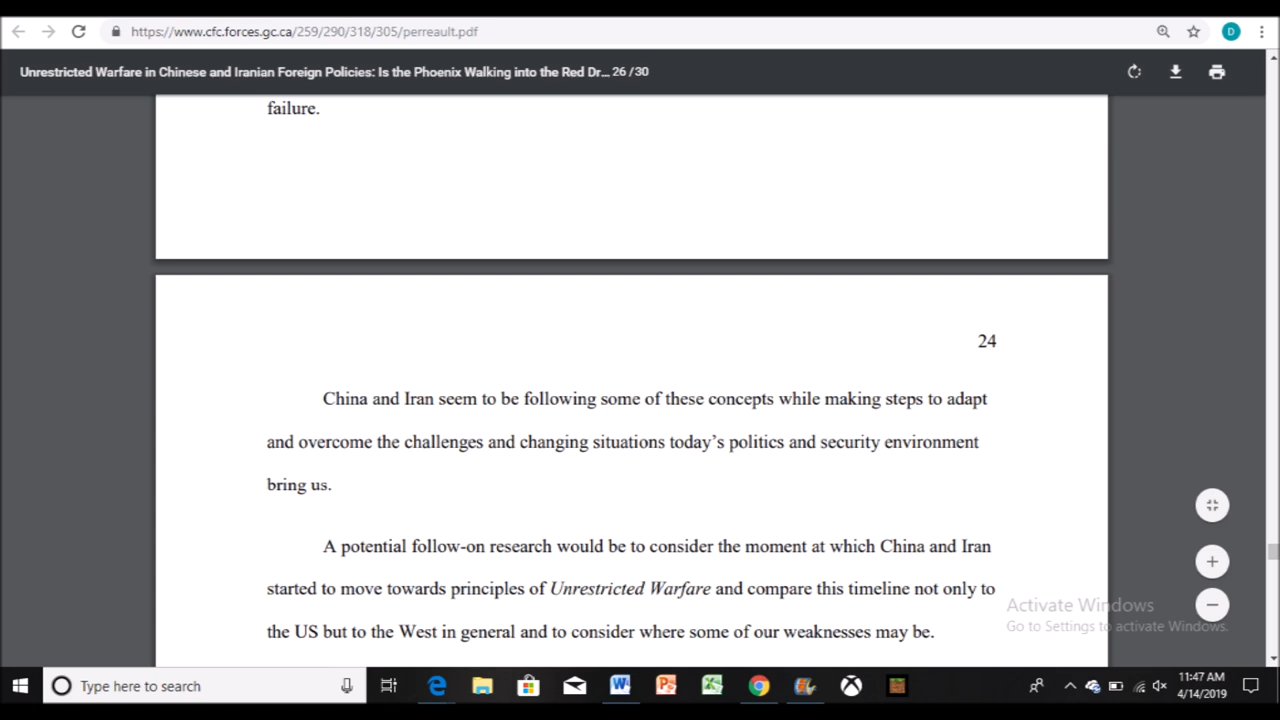 https://www.cfc.forces.gc.ca/259/290/318/305/perreault.pdf
D
Unrestricted Warfare in Chinese and Iranian Foreign Policies: Is the Phoenix Walking into the Red Dr... 26 / 30
failure.
24
China and Iran seem to be following some of these concepts while making steps to adapt
and overcome the challenges and changing situations today’s politics and security environment
bring us.
A potential follow-on research would be to consider the moment at which China and Iran
started to move towards principles of Unrestricted Warfare and compare this timeline not only to
the US but to the West in general and to consider where some of our weaknesses may be.
Activate Windows
Go to Settings to activate Windows.
Type here to search
11:47 AM
4/14/2019